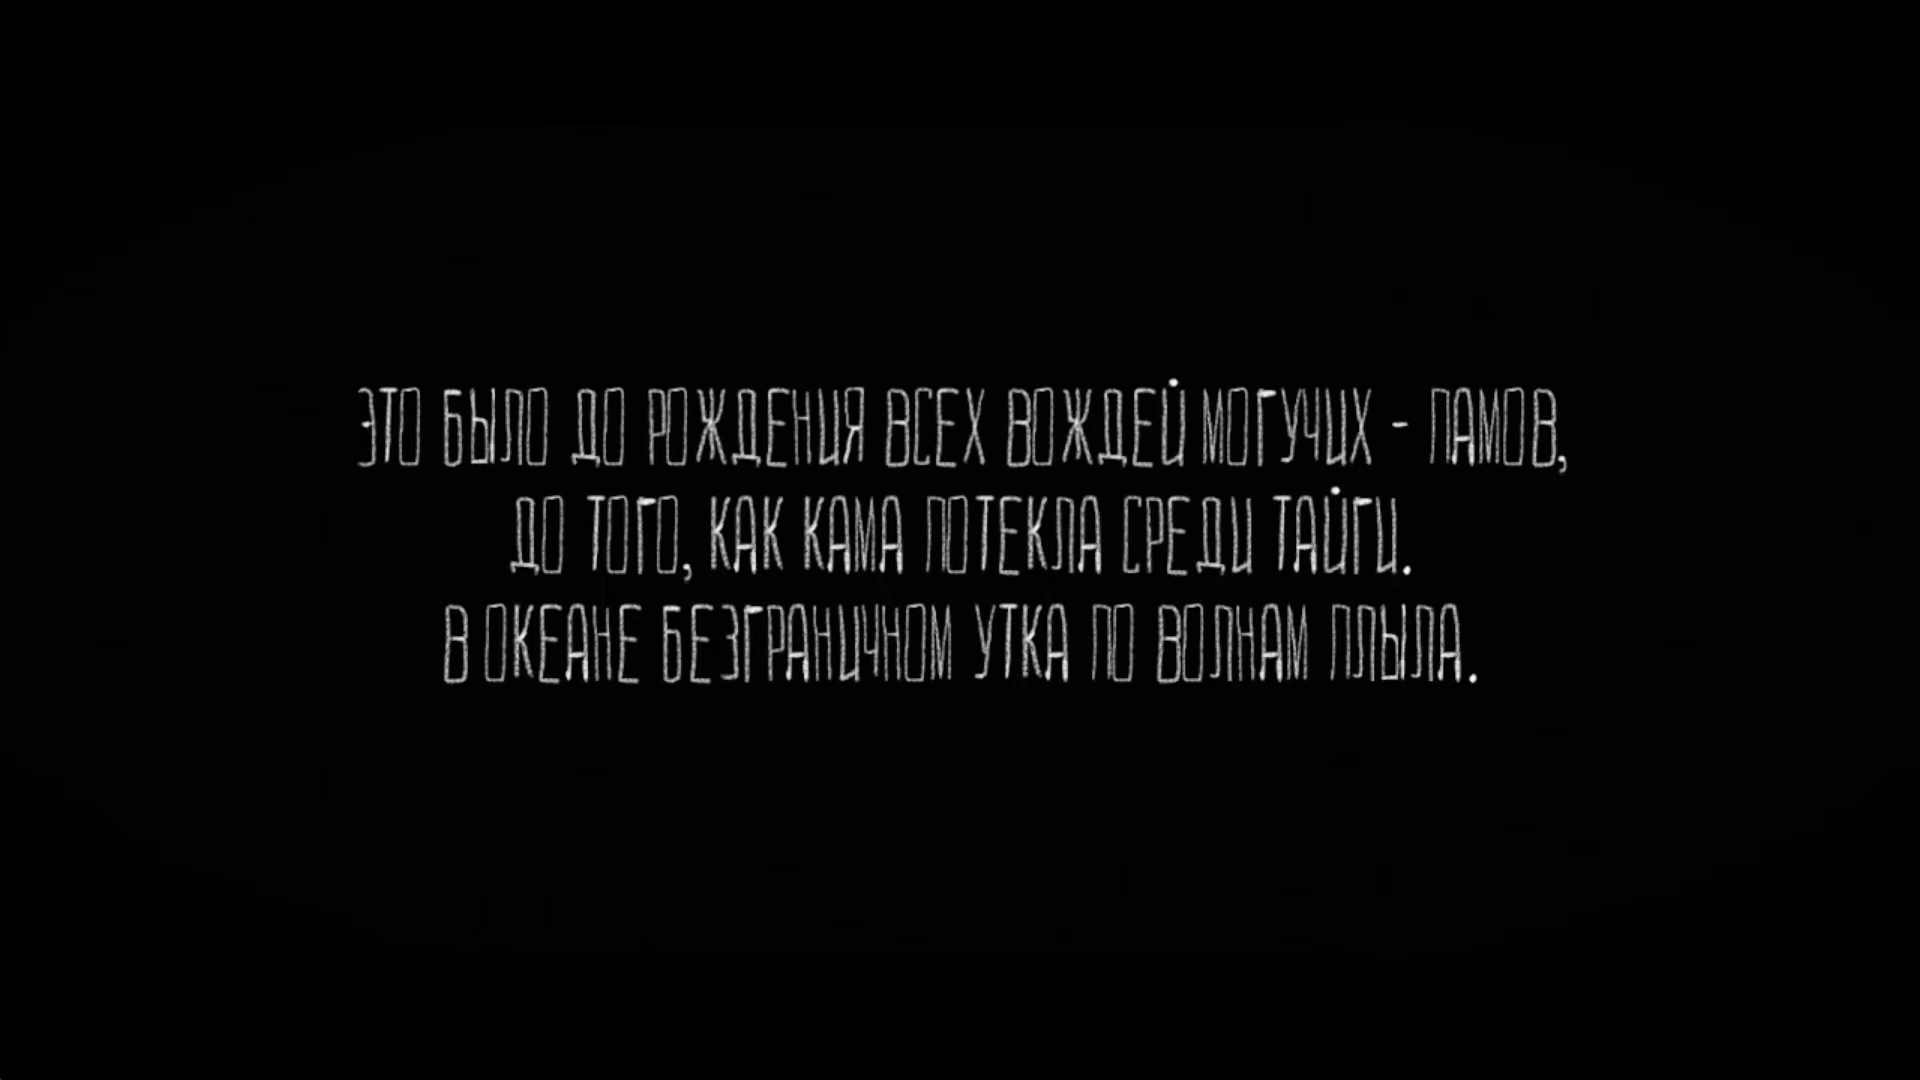 ЭТО БЫЛО ДО РОЖДЕНИЯ ВСЕХ ВОЖДЕЙ МОГУЧИХ - ПАМОВ,
ДО ТОГО, КАК КАМА ПОТЕКЛА СРЕДИ ТАЙГИ.
В ОКЕАНЕ БЕЗГРАНИЧНОМ УТКА ПО ВОЛНАМ ПЛЫЛА.